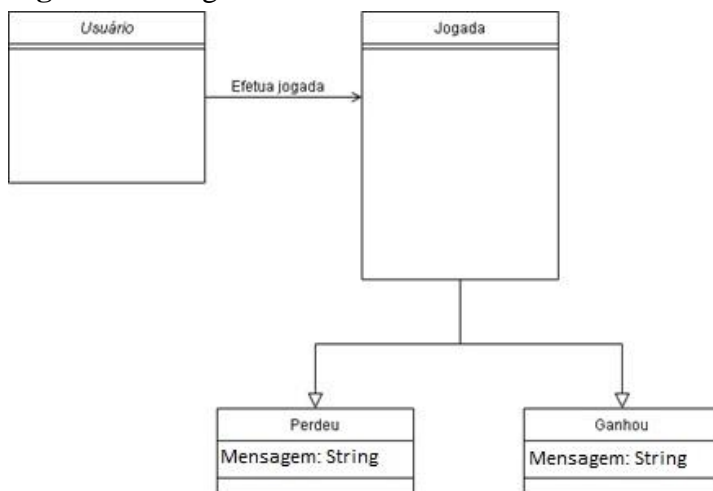 Usuário
Jogada
Efetua jogada
Perdeu
Ganhou
Mensagem: String
Mensagem: String